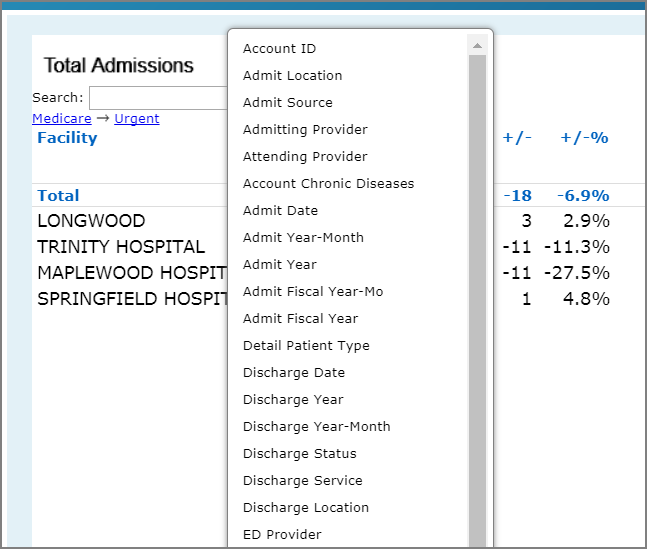 Total Admissions
Search:
Medicare → Urgent
Facility +/- +/-%
Total -18 -6.9%
LONGWOOD 3 2.9%
TRINITY HOSPITAL -11 -11.3%
MAPLEWOOD HOSPIT -11 -27.5%
SPRINGFIELD HOSPIT 1 4.8%
Account ID
Admit Location
Admit Source
Admitting Provider
Attending Provider
Account Chronic Diseases
Admit Date
Admit Year-Month
Admit Year
Admit Fiscal Year-Mo
Admit Fiscal Year
Detail Patient Type
Discharge Date
Discharge Year
Discharge Year-Month
Discharge Status
Discharge Service
Discharge Location
ED Provider